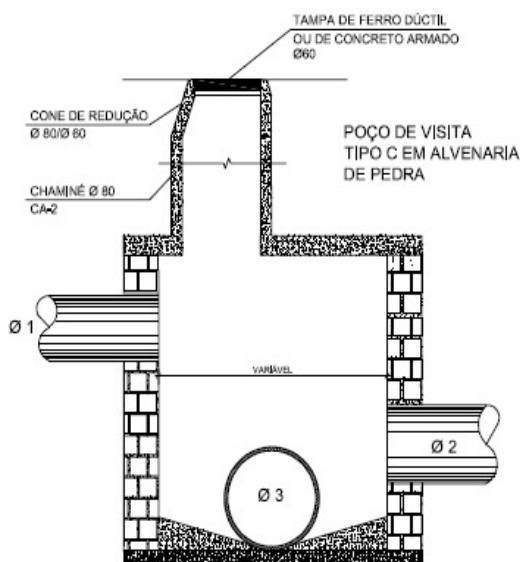 TAMPA DE FERRO DÚCTIL
OU DE CONCRETO ARMADO
Ø60
CONE DE REDUÇÃO
Ø 80/Ø 60
POÇO DE VISITA
TIPO C EM ALVENARIA
DE PEDRA
CHAMINÉ Ø 80
CA-2
Ø 1
VARIÁVEL
Ø 2
Ø 3